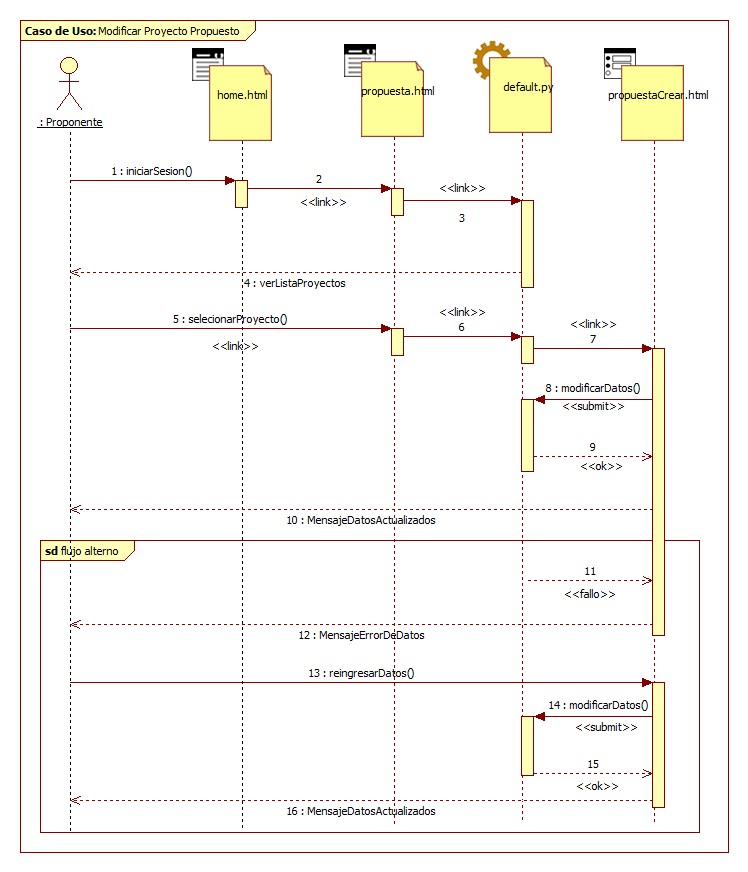 Caso de Uso: Modificar Proyecto Propuesto
: Proponente
home.html
propuesta.html
default.py
propuestaCrear.html
1 : iniciarSesion()
2
<<link>>
<<link>>
3
4 : verListaProyectos
5 : selecionarProyecto()
<<link>>
<<link>>
6
<<link>>
7
8 : modificarDatos()
<<submit>>
9
<<ok>>
10 : MensajeDatosActualizados
sd flujo alterno
11
<<fallo>>
12 : MensajeErrorDeDatos
13 : reingresarDatos()
14 : modificarDatos()
<<submit>>
15
<<ok>>
16 : MensajeDatosActualizados